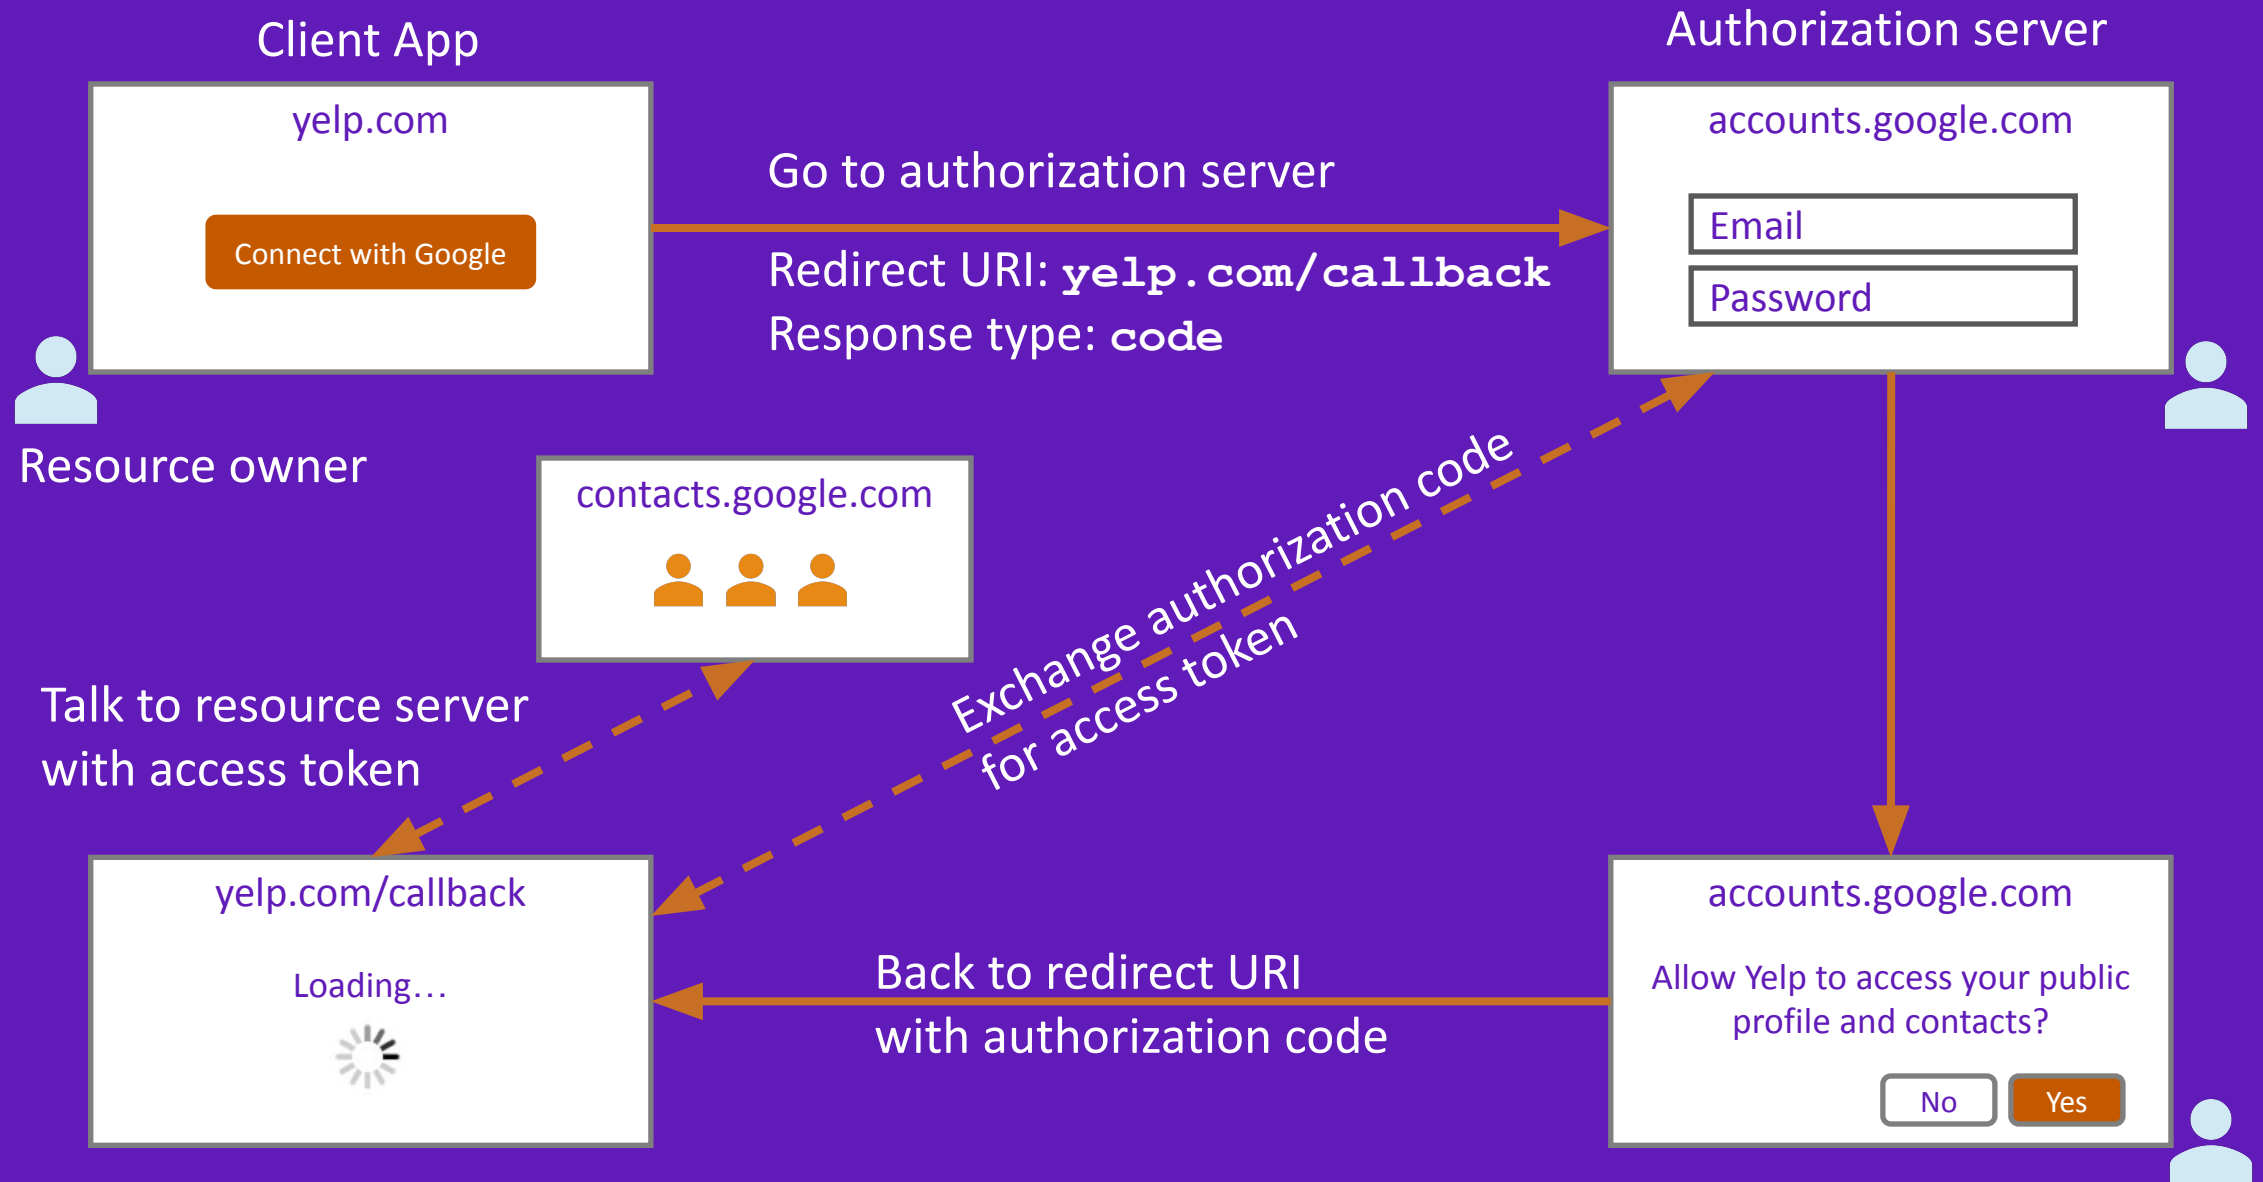 Client App
Authorization server
yelp.com
Connect with Google
Go to authorization server
Redirect URI: yelp.com/callback
Response type: code
accounts.google.com
Email
Password
Resource owner
contacts.google.com
Exchange authorization code
for access token
Talk to resource server
with access token
yelp.com/callback
Loading…
Back to redirect URI
with authorization code
accounts.google.com
Allow Yelp to access your public
profile and contacts?
No
Yes